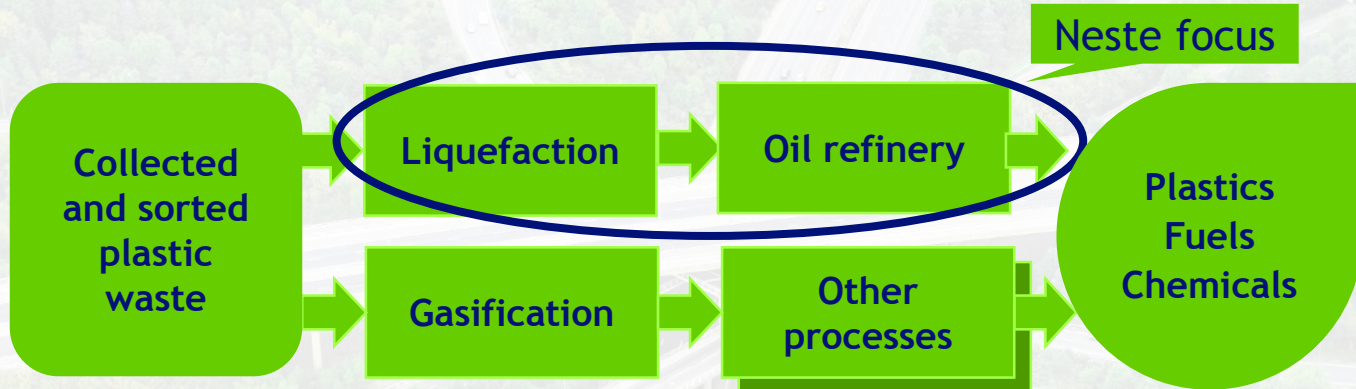 Neste focus
Collected
and sorted
plastic
waste
Liquefaction
Oil refinery
Gasification
Other
processes
Plastics
Fuels
Chemicals